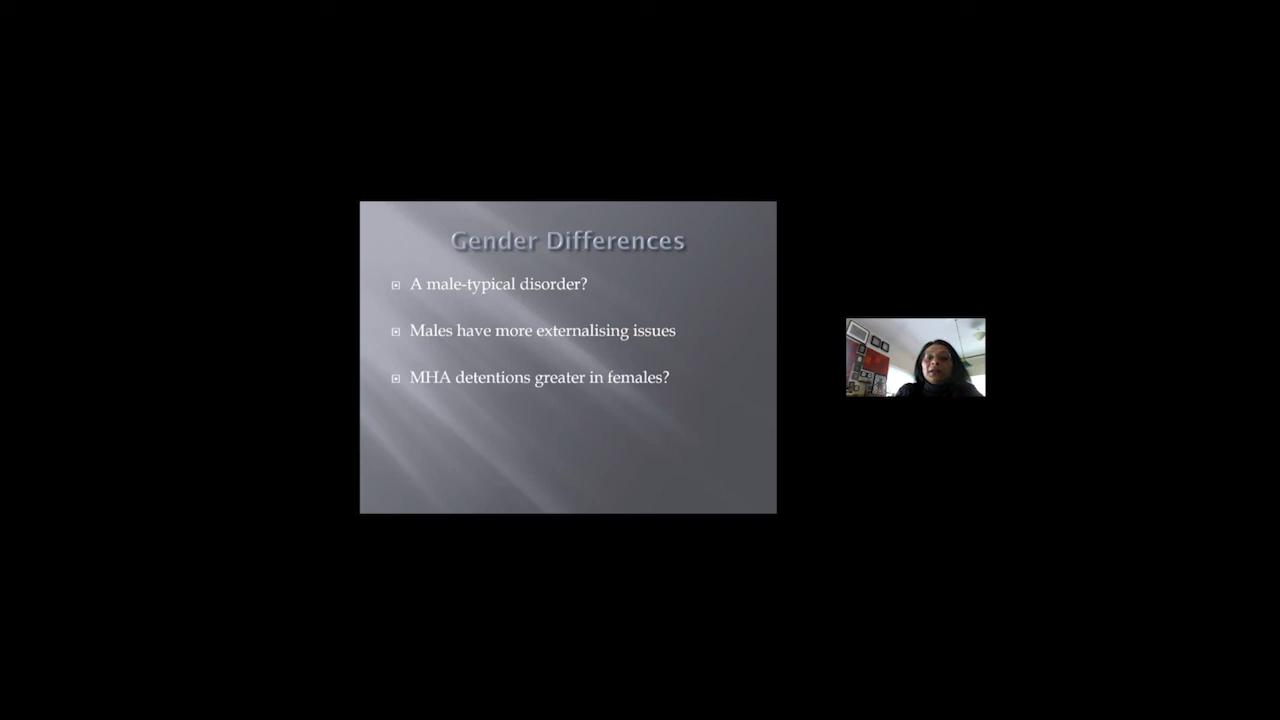 Gender Differences
A male-typical disorder?
Males have more externalising issues
MHA detentions greater in females?